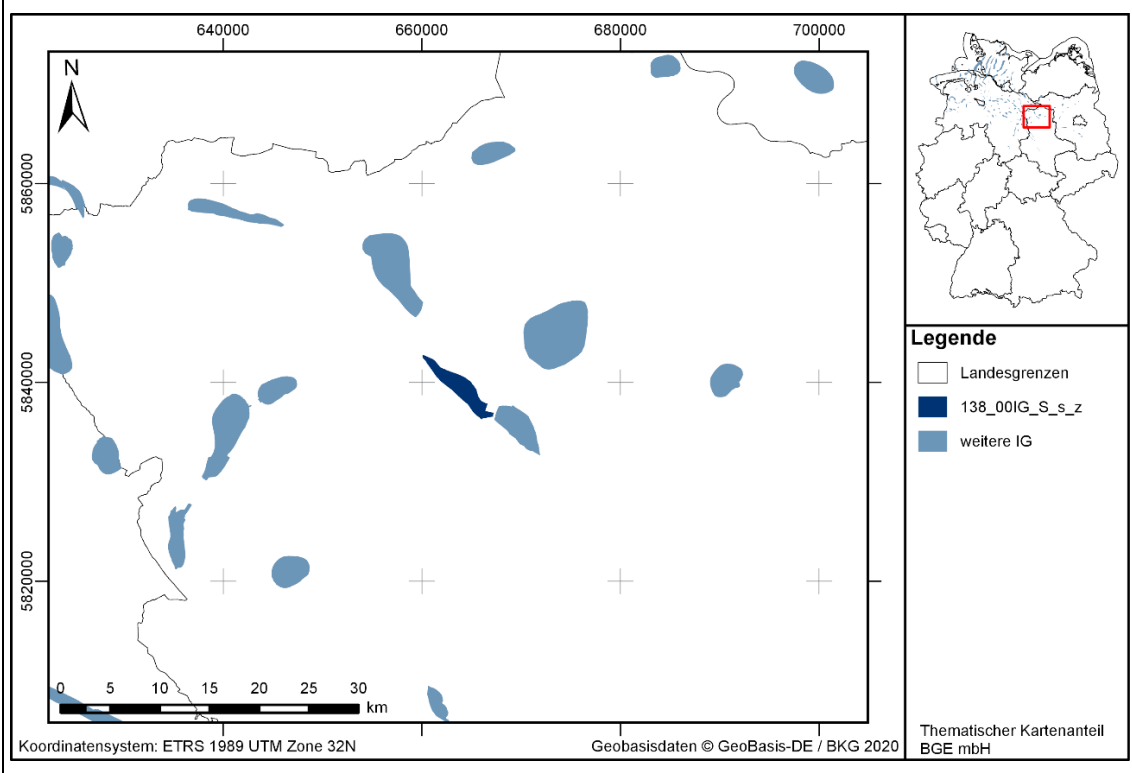 640000 660000 680000 700000
N
5860000
5840000
5820000
0 5 10 15 20 25 30
km
Koordinatensystem: ETRS 1989 UTM Zone 32N
Geobasisdaten © GeoBasis-DE / BKG 2020
Legende
Landesgrenzen
138_00IG_S_s_z
weitere IG
Thematischer Kartenanteil
BGE mbH